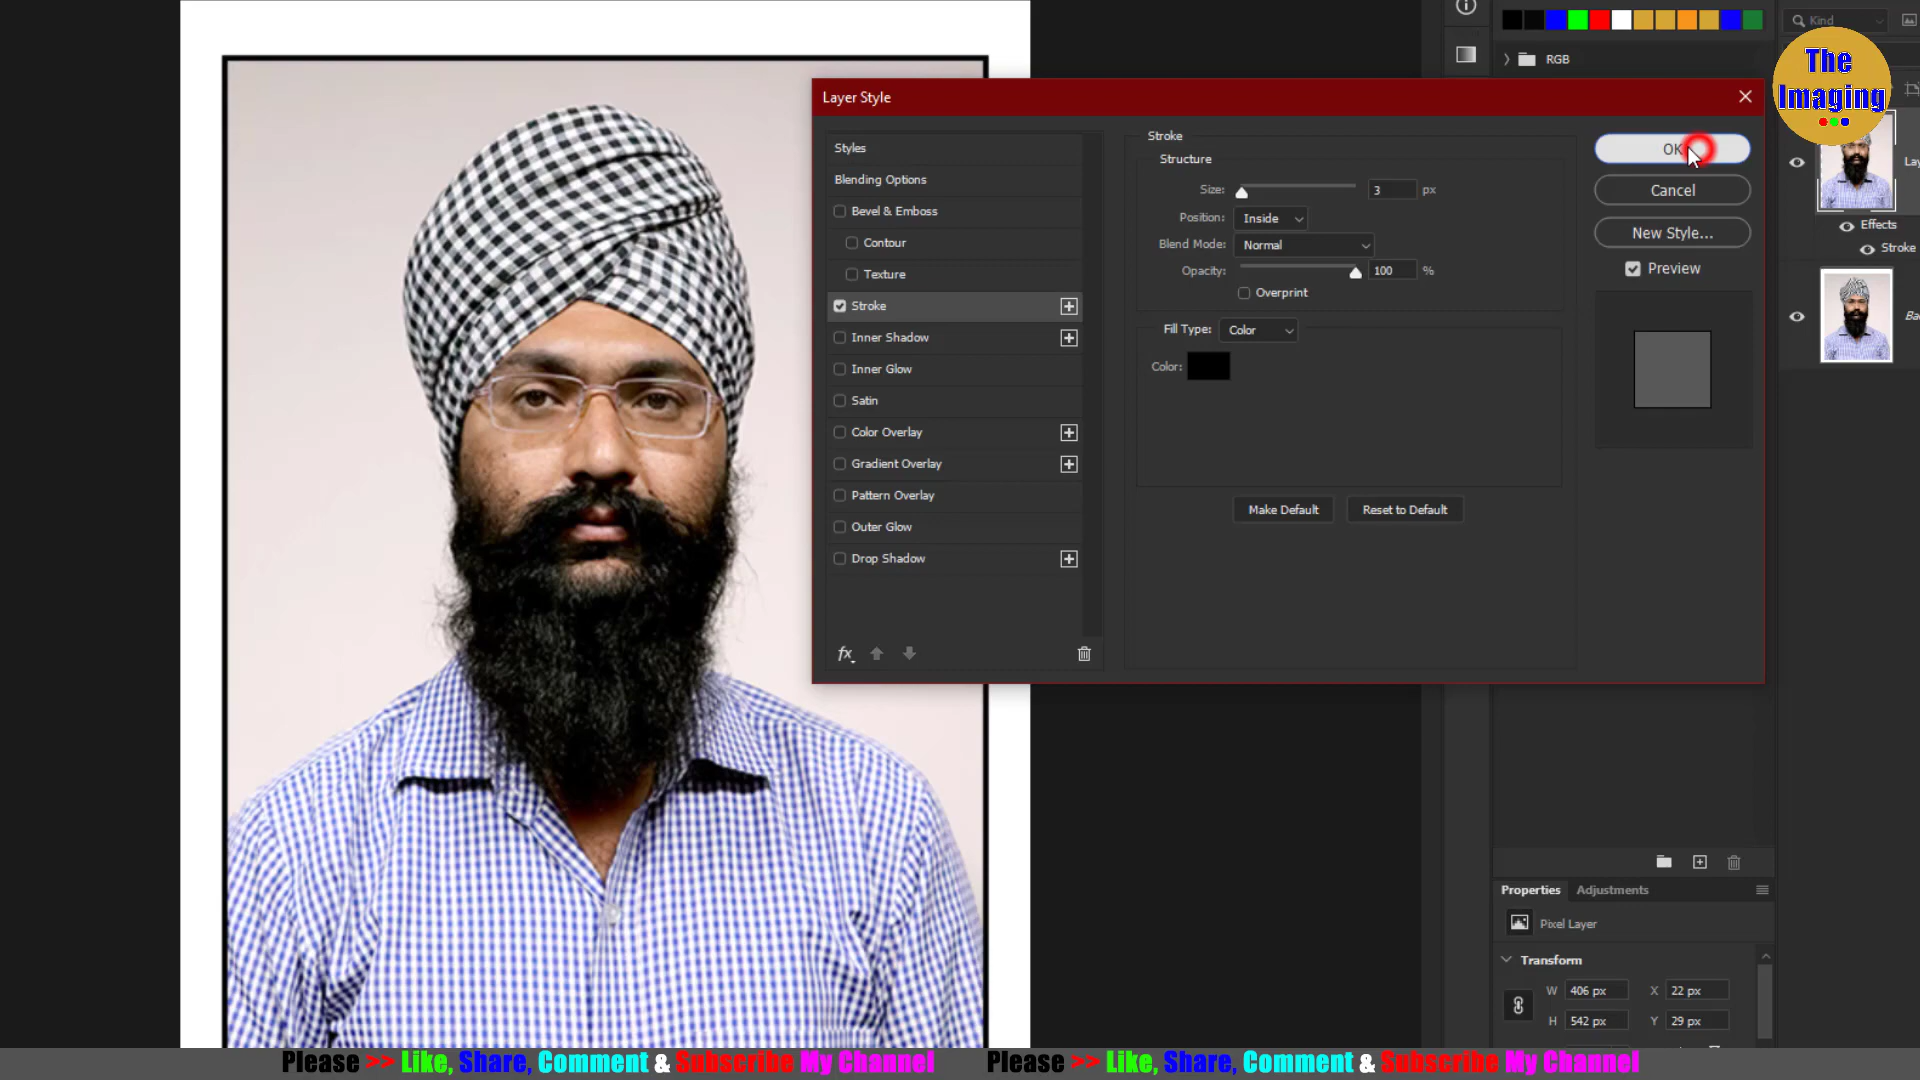 Kind
RGB
The
Imaging
Layer Style
Styles
Blending Options
Bevel & Emboss
Contour
Texture
Stroke
Inner Shadow
Inner Glow
Satin
Color Overlay
Gradient Overlay
Pattern Overlay
Outer Glow
Drop Shadow
fx
Stroke
Structure
Size: 3 px
Position: Inside
Blend Mode: Normal
Opacity: 100 %
Overprint
Fill Type: Color
Color:
Make Default Reset to Default
OK
Cancel
New Style...
Preview
Lay
Effects
Stroke
Ba
Properties Adjustments
Pixel Layer
Transform
W 406 px X 22 px
H 542 px Y 29 px
Please >> Like, Share, Comment & Subscribe My Channel Please >> Like, Share, Comment & Subscribe My Channel